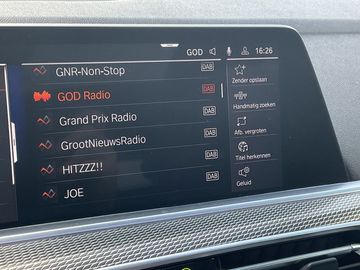 GOD 16:26
GNR-Non-Stop DAB
GOD Radio DAB
Grand Prix Radio DAB
GrootNieuwsRadio DAB
HITZZZ!! DAB
JOE DAB
Zender opslaan
Handmatig zoeken
Afb. vergroten
Titel herkennen
Geluid